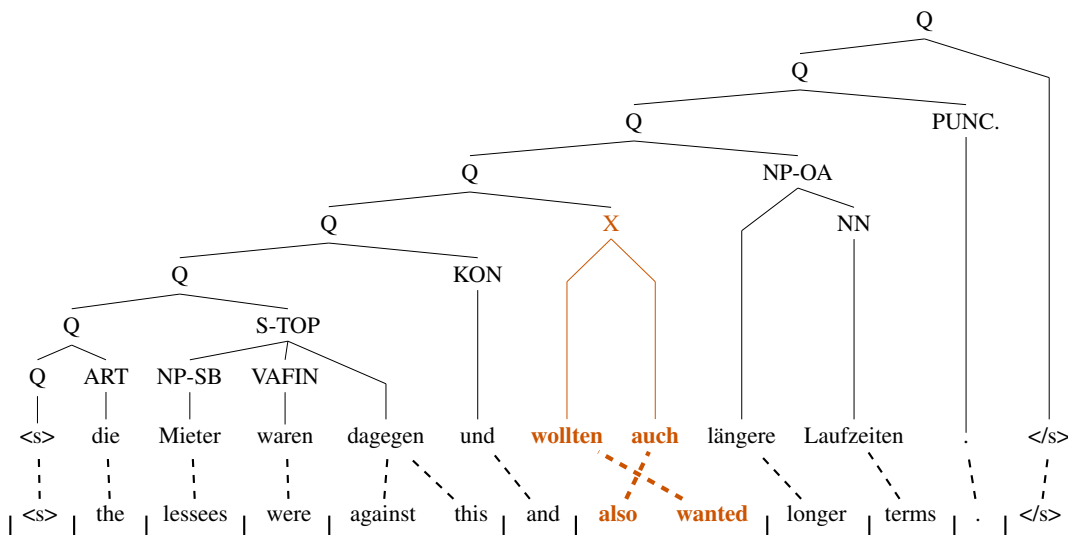 Q
Q
Q PUNC.
Q NP-OA
Q X NN
Q KON
Q S-TOP
Q ART NP-SB VAFIN
<s> die Mieter waren dagegen und wollten auch längere Laufzeiten . </s>
| <s> | the | lessees | were | against this | and | also wanted | longer | terms | . | </s>